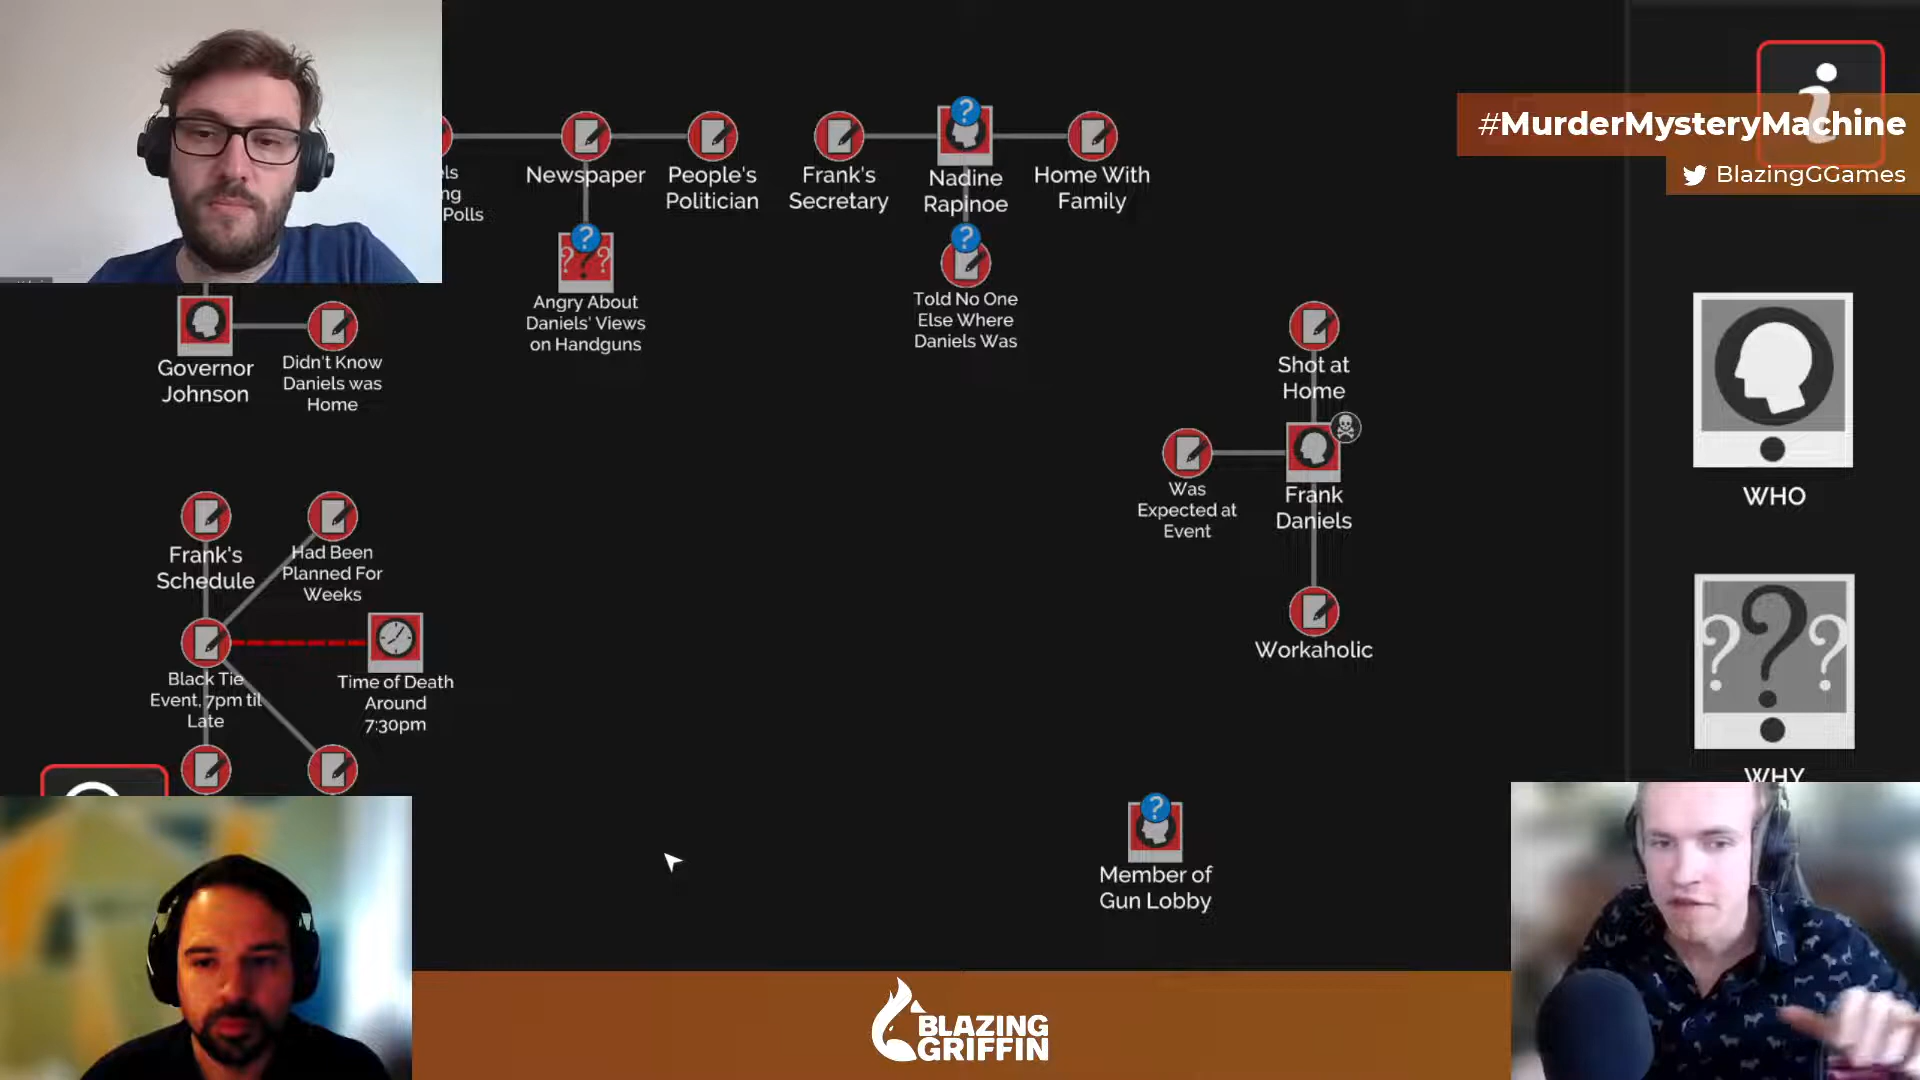 #MurderMysteryMachine
BlazingGGames
Newspaper
People's
Politician
Frank's
Secretary
Nadine
Rapinoe
Home With
Family
Polls
Angry About
Daniels' Views
on Handguns
Told No One
Else Where
Daniels Was
Governor
Johnson
Didn't Know
Daniels was
Home
Shot at
Home
Was
Expected at
Event
Frank
Daniels
Workaholic
WHO
Frank's
Schedule
Had Been
Planned For
Weeks
Black Tie
Event, 7pm til
Late
Time of Death
Around
7:30pm
WHY
Member of
Gun Lobby
BLAZING
GRIFFIN